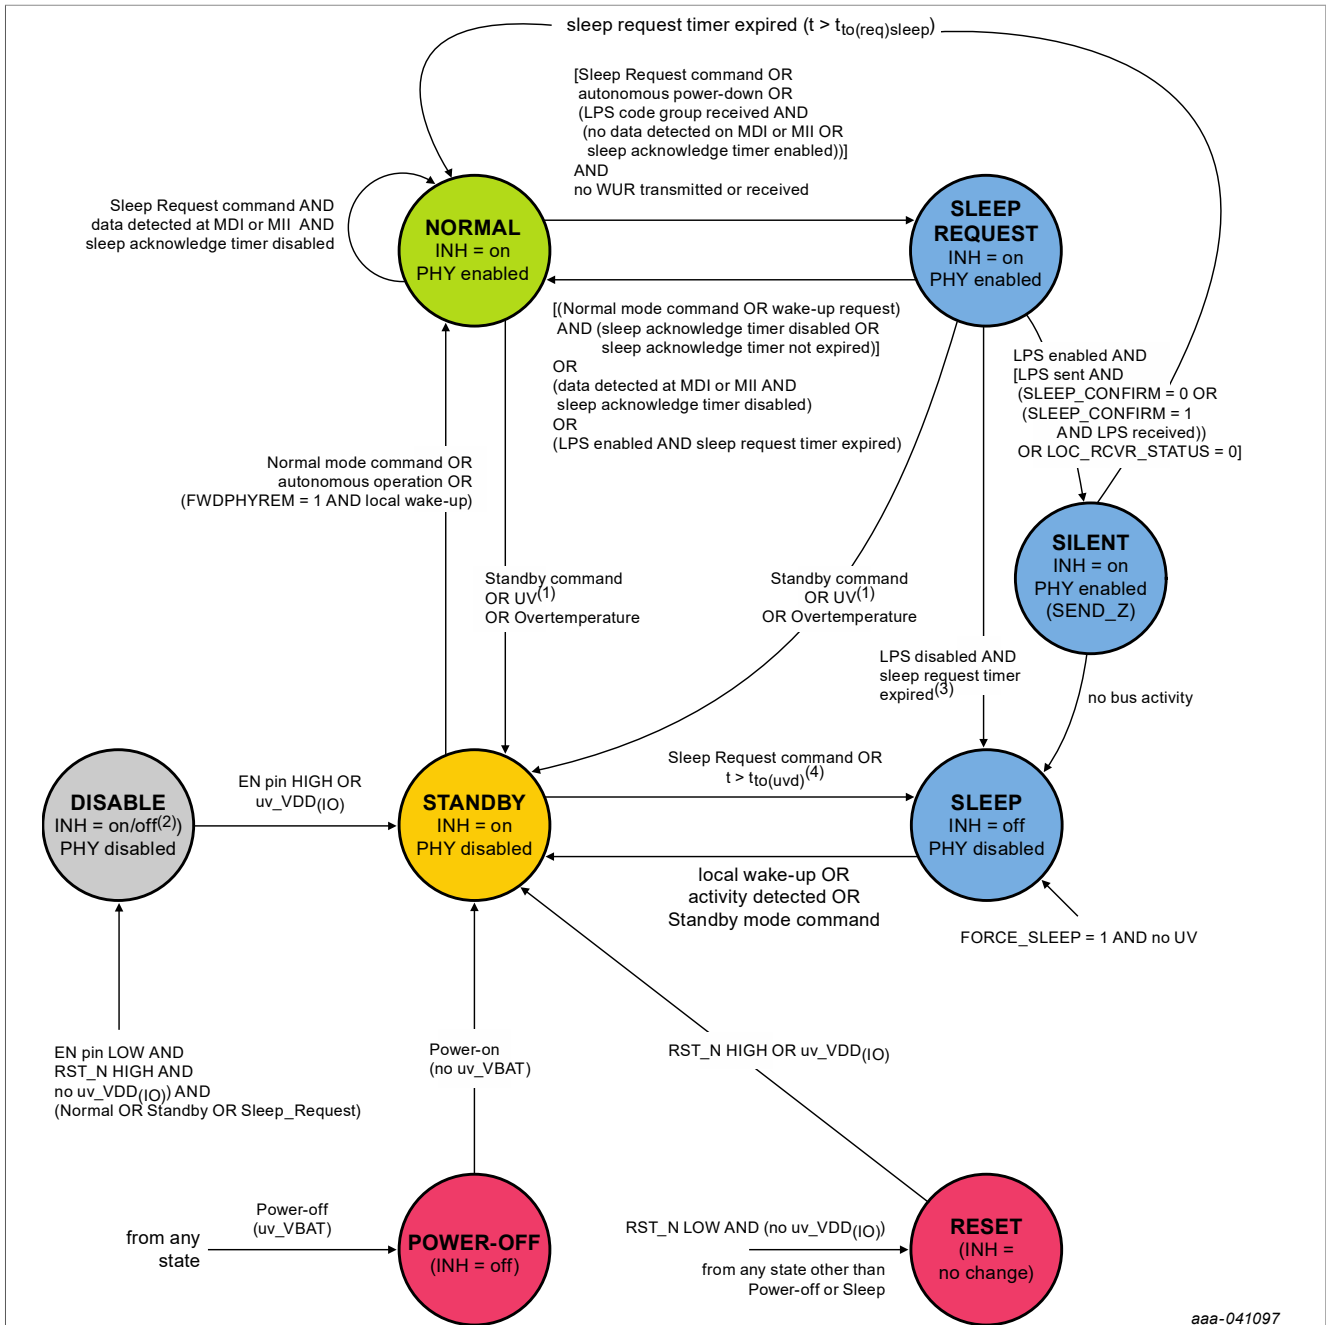 sleep request timer expired (t > tto(req)sleep)
[Sleep Request command OR
autonomous power-down OR
(LPS code group received AND
(no data detected on MDI or MII OR
sleep acknowledge timer enabled))]
AND
no WUR transmitted or received
Sleep Request command AND
data detected at MDI or MII AND
sleep acknowledge timer disabled
NORMAL
INH = on
PHY enabled
SLEEP
REQUEST
INH = on
PHY enabled
[(Normal mode command OR wake-up request)
AND (sleep acknowledge timer disabled OR
sleep acknowledge timer not expired)]
OR
(data detected at MDI or MII AND
sleep acknowledge timer disabled)
OR
(LPS enabled AND sleep request timer expired)
LPS enabled AND
[LPS sent AND
(SLEEP_CONFIRM = 0 OR
(SLEEP_CONFIRM = 1
AND LPS received))
OR LOC_RCVR_STATUS = 0]
Normal mode command OR
autonomous operation OR
(FWDPHYREM = 1 AND local wake-up)
SILENT
INH = on
PHY enabled
(SEND_Z)
Standby command
OR UV(1)
OR Overtemperature
Standby command
OR UV(1)
OR Overtemperature
LPS disabled AND
sleep request timer
expired(3)
no bus activity
EN pin HIGH OR
uv_VDD(IO)
Sleep Request command OR
t > tto(uvd)(4)
DISABLE
INH = on/off(2))
PHY disabled
STANDBY
INH = on
PHY disabled
SLEEP
INH = off
PHY disabled
local wake-up OR
activity detected OR
Standby mode command
FORCE_SLEEP = 1 AND no UV
EN pin LOW AND
RST_N HIGH AND
no uv_VDD(IO)) AND
(Normal OR Standby OR Sleep_Request)
Power-on
(no uv_VBAT)
RST_N HIGH OR uv_VDD(IO)
from any
state
Power-off
(uv_VBAT)
POWER-OFF
(INH = off)
RST_N LOW AND (no uv_VDD(IO))
from any state other than
Power-off or Sleep
RESET
(INH =
no change)
aaa-041097